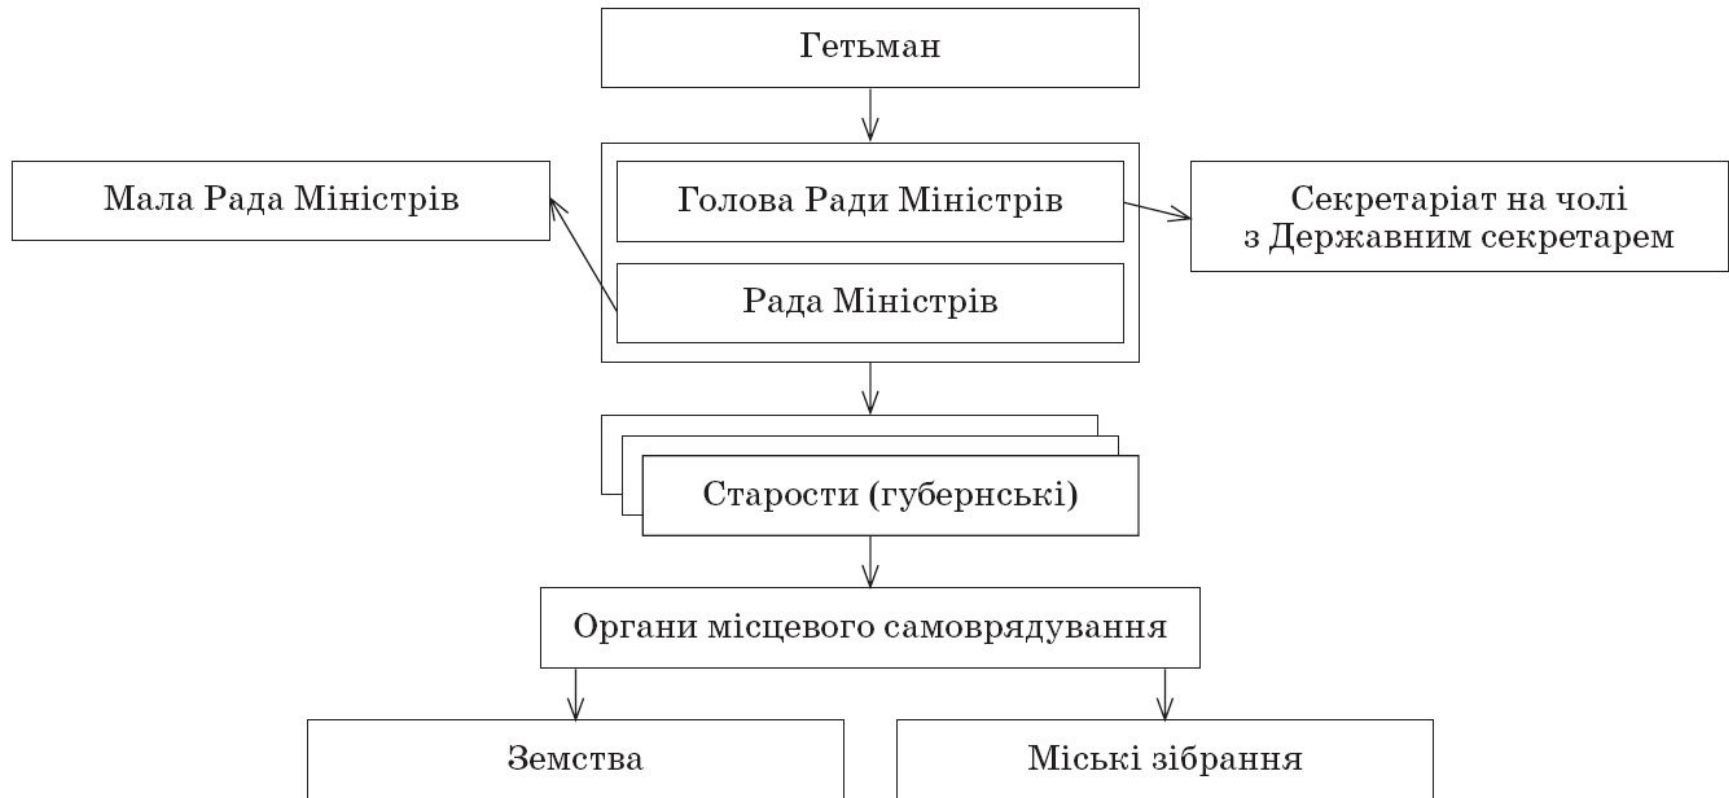 Гетьман
Мала Рада Міністрів
Голова Ради Міністрів
Секретаріат на чолі
з Державним секретарем
Рада Міністрів
Старости (губернські)
Органи місцевого самоврядування
Земства
Міські зібрання